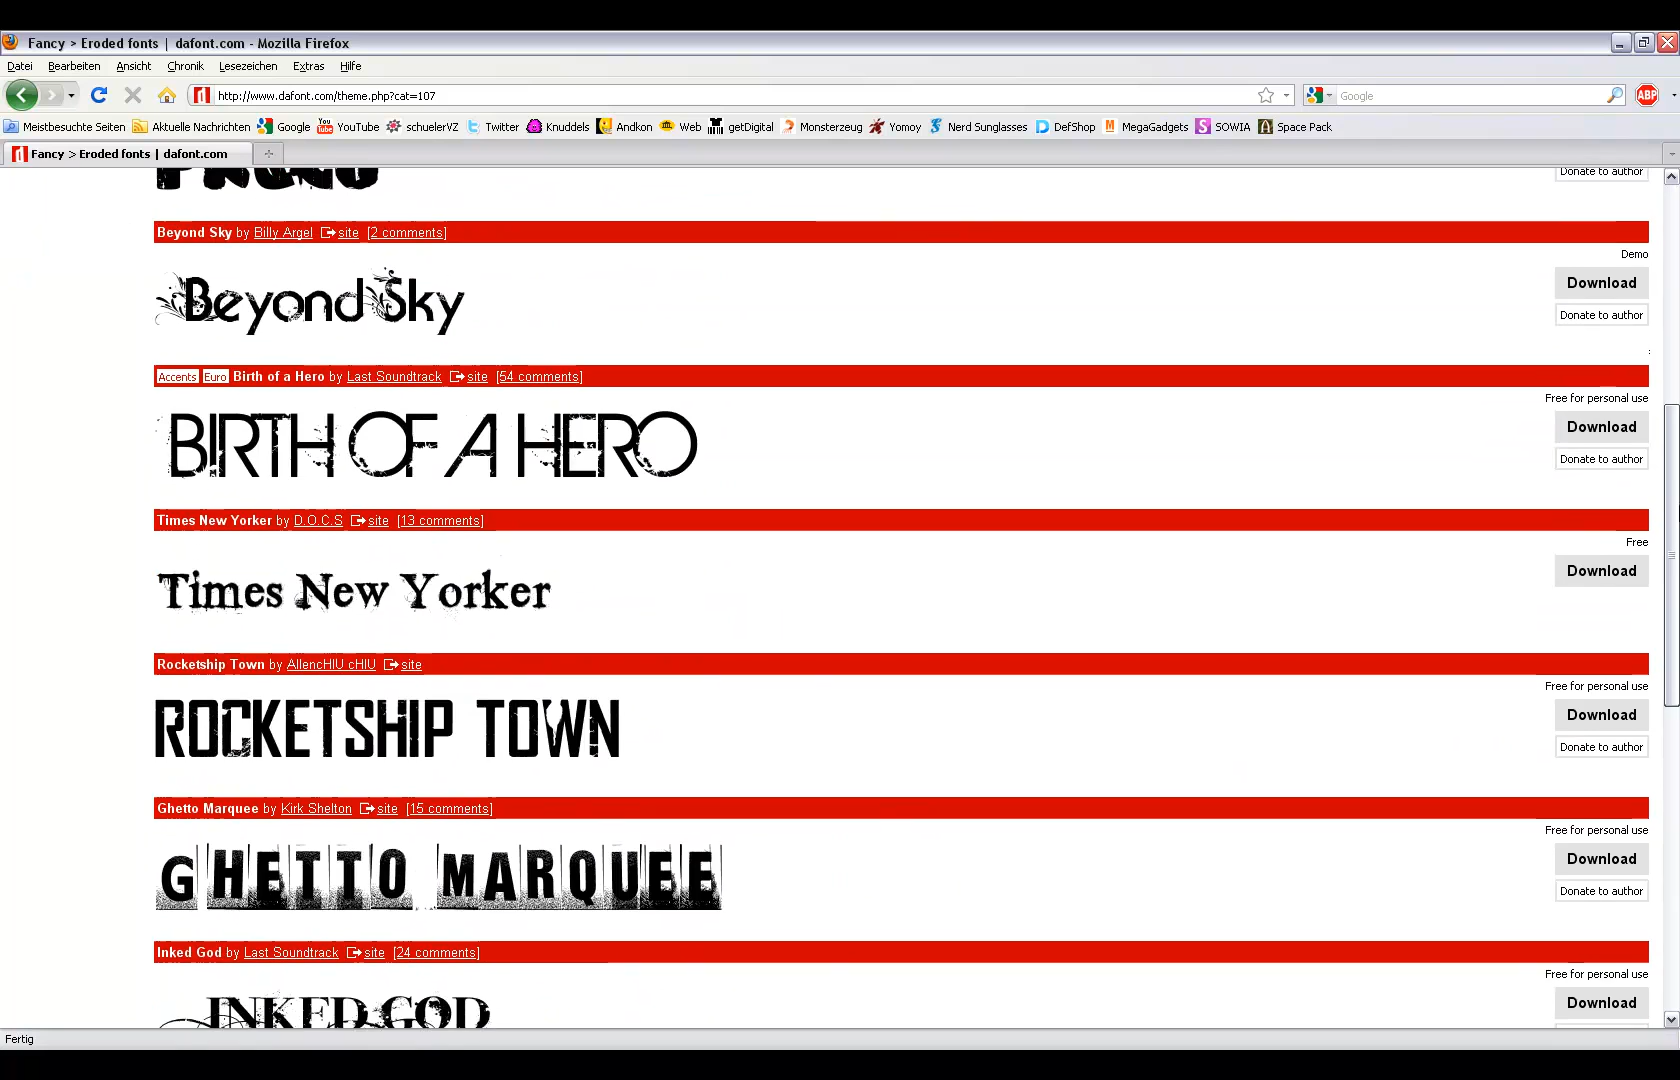 Fancy > Eroded fonts | dafont.com - Mozilla Firefox
Datei Bearbeiten Ansicht Chronik Lesezeichen Extras Hilfe
http://www.dafont.com/theme.php?cat=107 Google ABP
Meistbesuchte Seiten Aktuelle Nachrichten Google YouTube schuelerVZ Twitter Knuddels Andkon Web getDigital Monsterzeug Yomoy Nerd Sunglasses DefShop MegaGadgets SOWIA Space Pack
Fancy > Eroded fonts | dafont.com
Donate to author
Beyond Sky by Billy Argel site [2 comments]
Demo
Beyond Sky
Download
Donate to author
Accents Euro Birth of a Hero by Last Soundtrack site [54 comments]
Free for personal use
BIRTH OF A HERO
Download
Donate to author
Times New Yorker by D.O.C.S site [13 comments]
Free
Times New Yorker
Download
Rocketship Town by AllencHIU cHIU site
Free for personal use
ROCKETSHIP TOWN
Download
Donate to author
Ghetto Marquee by Kirk Shelton site [15 comments]
Free for personal use
GHETTO MARQUEE
Download
Donate to author
Inked God by Last Soundtrack site [24 comments]
Free for personal use
INKED GOD
Download
Fertig